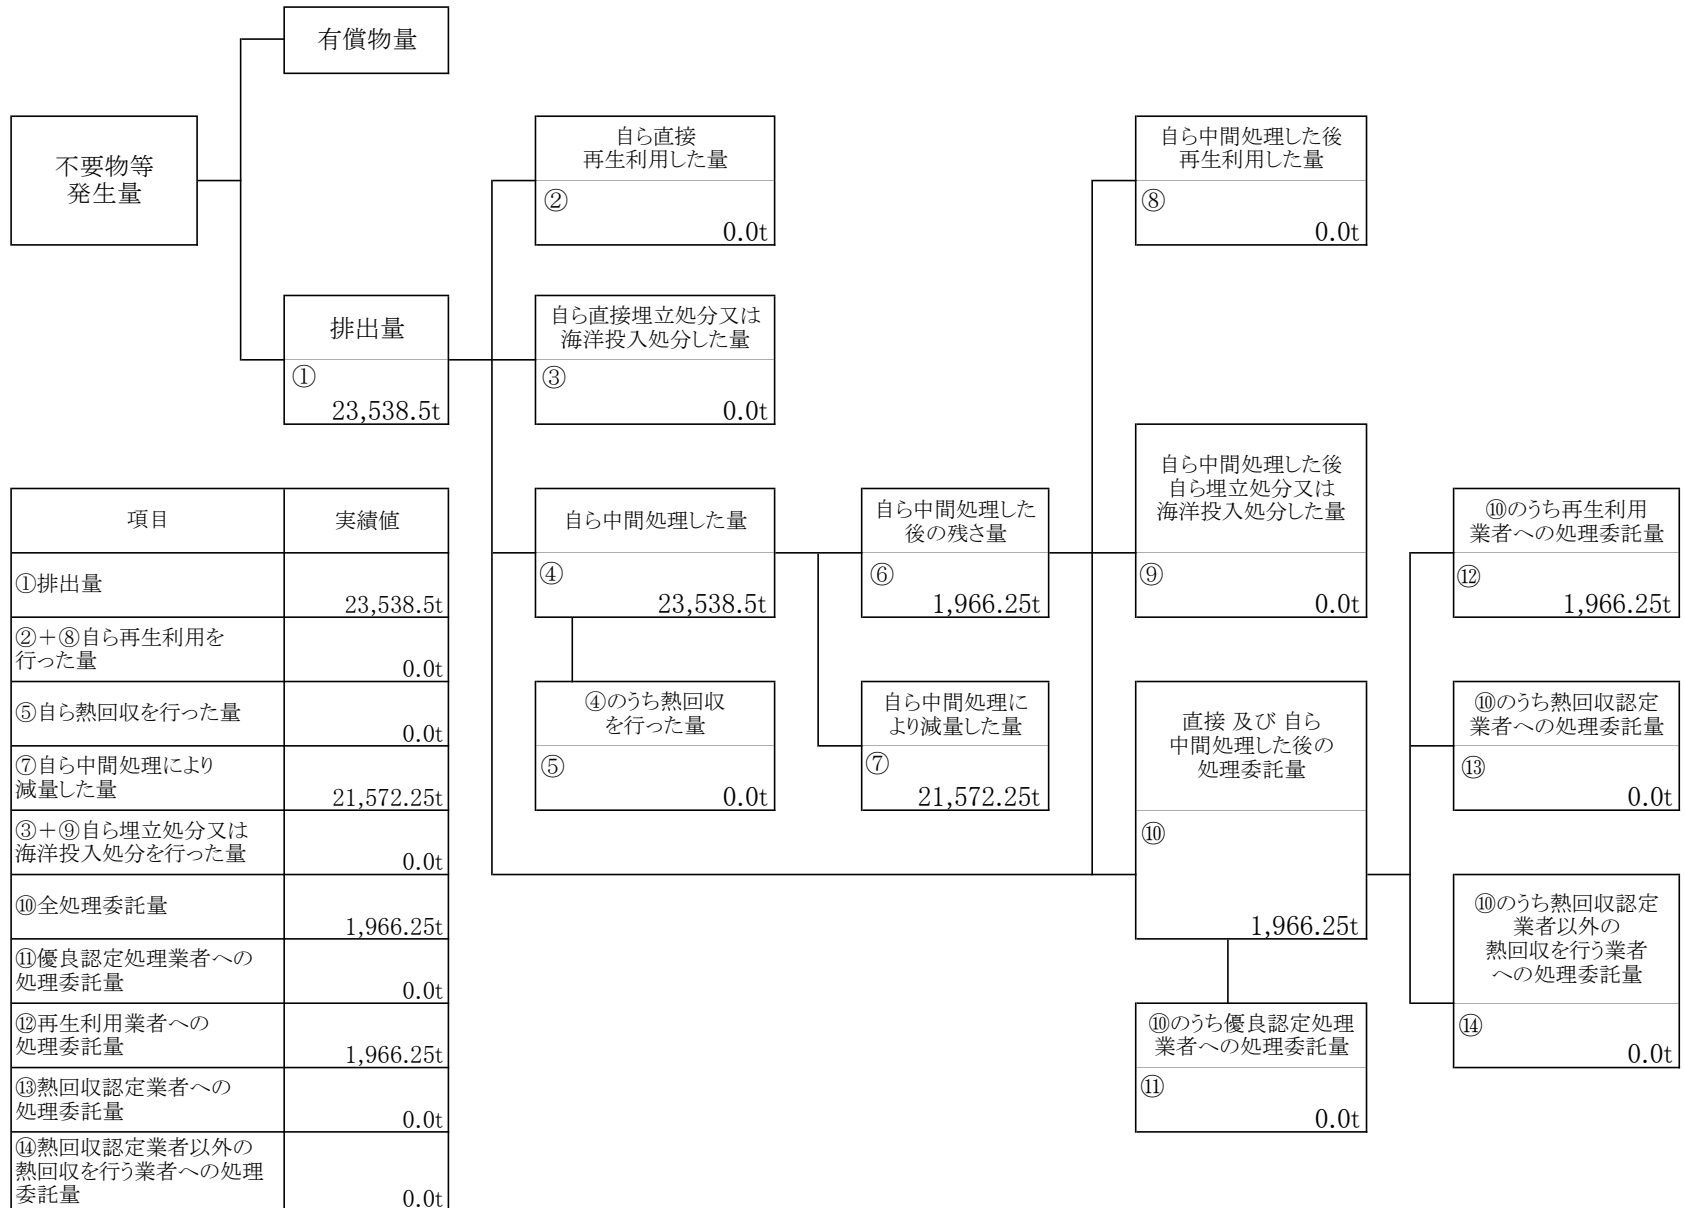 有償物量
不要物等
発生量
自ら直接
再生利用した量
②
0.0t
自ら中間処理した後
再生利用した量
⑧
0.0t
排出量
①
23,538.5t
自ら直接埋立処分又は
海洋投入処分した量
③
0.0t
自ら中間処理した量
④
23,538.5t
自ら中間処理した
後の残さ量
⑥
1,966.25t
自ら中間処理した後
自ら埋立処分又は
海洋投入処分した量
⑨
0.0t
⑩のうち再生利用
業者への処理委託量
⑫
1,966.25t
④のうち熱回収
を行った量
⑤
0.0t
自ら中間処理に
より減量した量
⑦
21,572.25t
直接 及び 自ら
中間処理した後の
処理委託量
⑩
1,966.25t
⑩のうち熱回収認定
業者への処理委託量
⑬
0.0t
⑩のうち熱回収認定
業者以外の
熱回収を行う業者
への処理委託量
⑭
0.0t
⑩のうち優良認定処理
業者への処理委託量
⑪
0.0t
項目
実績値
①排出量
23,538.5t
②+⑧自ら再生利用を
行った量
0.0t
⑤自ら熱回収を行った量
0.0t
⑦自ら中間処理により
減量した量
21,572.25t
③+⑨自ら埋立処分又は
海洋投入処分を行った量
0.0t
⑩全処理委託量
1,966.25t
⑪優良認定処理業者への
処理委託量
0.0t
⑫再生利用業者への
処理委託量
1,966.25t
⑬熱回収認定業者への
処理委託量
0.0t
⑭熱回収認定業者以外の
熱回収を行う業者への処理
委託量
0.0t